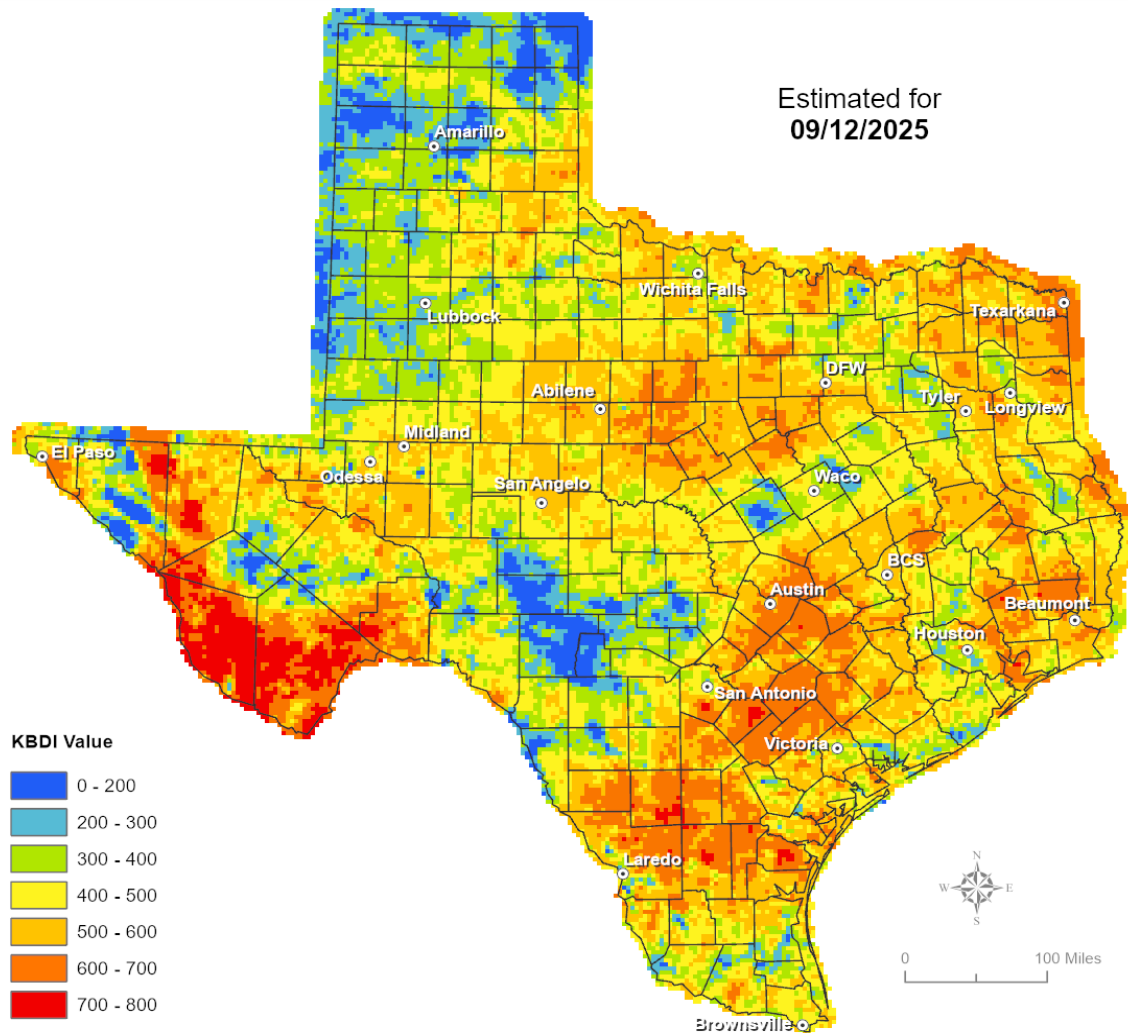 Estimated for
09/12/2025
Amarillo
Wichita Falls
Lubbock
Texarkana
DFW
Abilene
Tyler
Longview
Midland
El Paso
Odessa
San Angelo
Waco
BCS
Austin
Beaumont
Houston
San Antonio
Victoria
Laredo
Brownsville
KBDI Value
0 - 200
200 - 300
300 - 400
400 - 500
500 - 600
600 - 700
700 - 800
N
W E
S
0 100 Miles